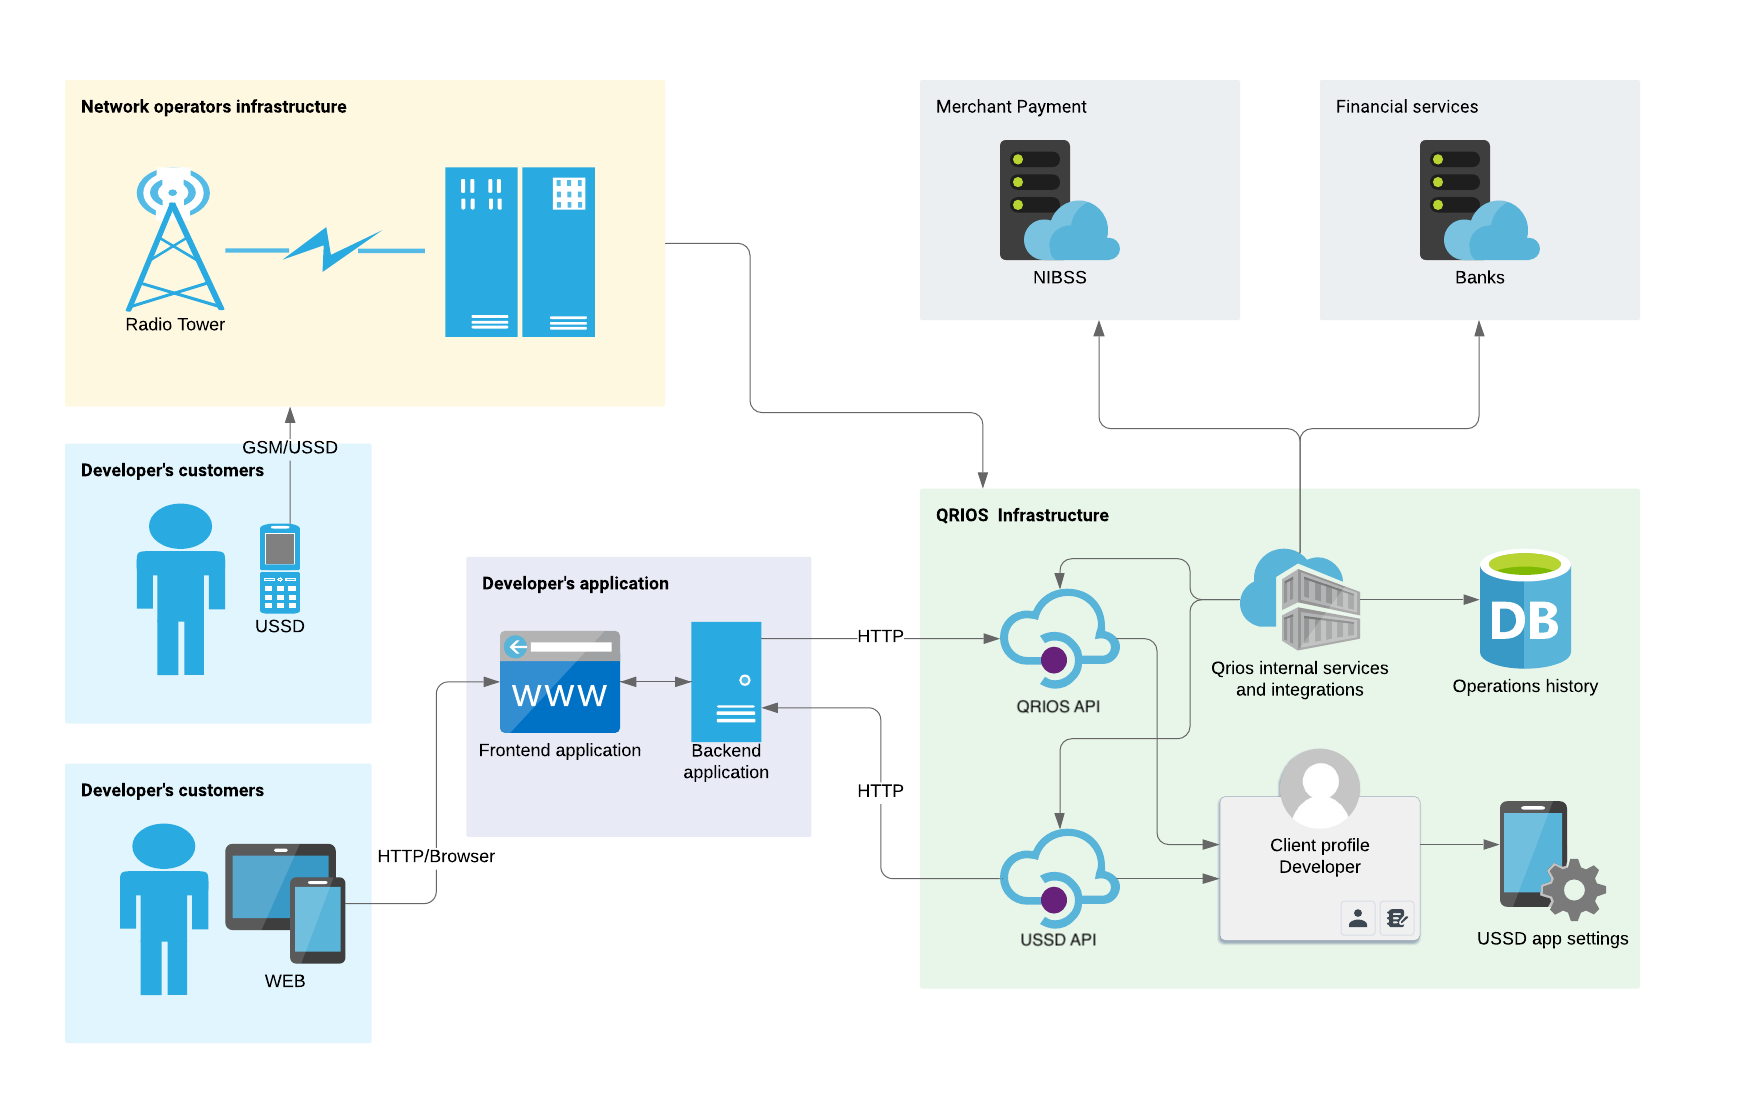 Network operators infrastructure
Radio Tower
Merchant Payment
NIBSS
Financial services
Banks
GSM/USSD
Developer's customers
USSD
Developer's customers
WEB
HTTP/Browser
Developer's application
WWW
Frontend application
Backend
application
HTTP
HTTP
QRIOS Infrastructure
QRIOS API
Qrios internal services
and integrations
DB
Operations history
USSD API
Client profile
Developer
USSD app settings